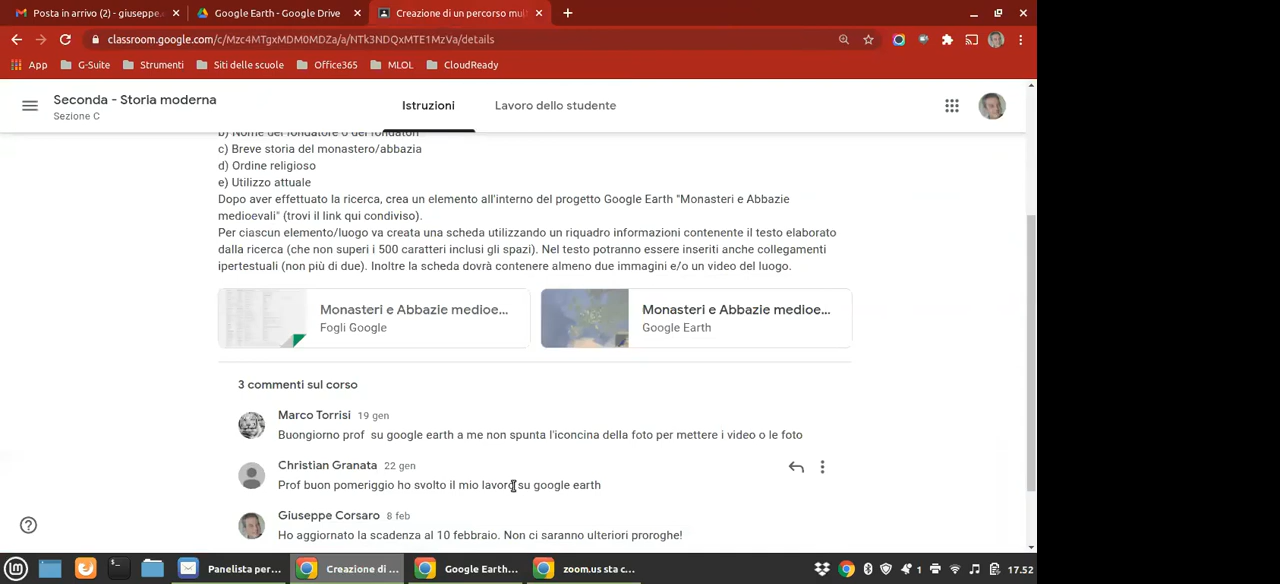 Posta in arrivo (2) - giuseppe.
Google Earth - Google Drive
Creazione di un percorso mul
classroom.google.com/c/Mzc4MTgxMDM0MDZa/a/NTk3NDQxMTE1MzVa/details
App
G-Suite
Strumenti
Siti delle scuole
Office365
MLOL
CloudReady
Seconda - Storia moderna
Sezione C
Istruzioni
Lavoro dello studente
b) Nome del fondatore o dei fondatori
c) Breve storia del monastero/abbazia
d) Ordine religioso
e) Utilizzo attuale
Dopo aver effettuato la ricerca, crea un elemento all'interno del progetto Google Earth "Monasteri e Abbazie
medioevali" (trovi il link qui condiviso).
Per ciascun elemento/luogo va creata una scheda utilizzando un riquadro informazioni contenente il testo elaborato
dalla ricerca (che non superi i 500 caratteri inclusi gli spazi). Nel testo potranno essere inseriti anche collegamenti
ipertestuali (non più di due). Inoltre la scheda dovrà contenere almeno due immagini e/o un video del luogo.
Monasteri e Abbazie medioe...
Fogli Google
Monasteri e Abbazie medioe...
Google Earth
3 commenti sul corso
Marco Torrisi 19 gen
Buongiorno prof su google earth a me non spunta l'iconcina della foto per mettere i video o le foto
Christian Granata 22 gen
Prof buon pomeriggio ho svolto il mio lavoro su google earth
Giuseppe Corsaro 8 feb
Ho aggiornato la scadenza al 10 febbraio. Non ci saranno ulteriori proroghe!
Panelista per...
Creazione di ...
Google Earth...
zoom.us sta c...
1
17.52